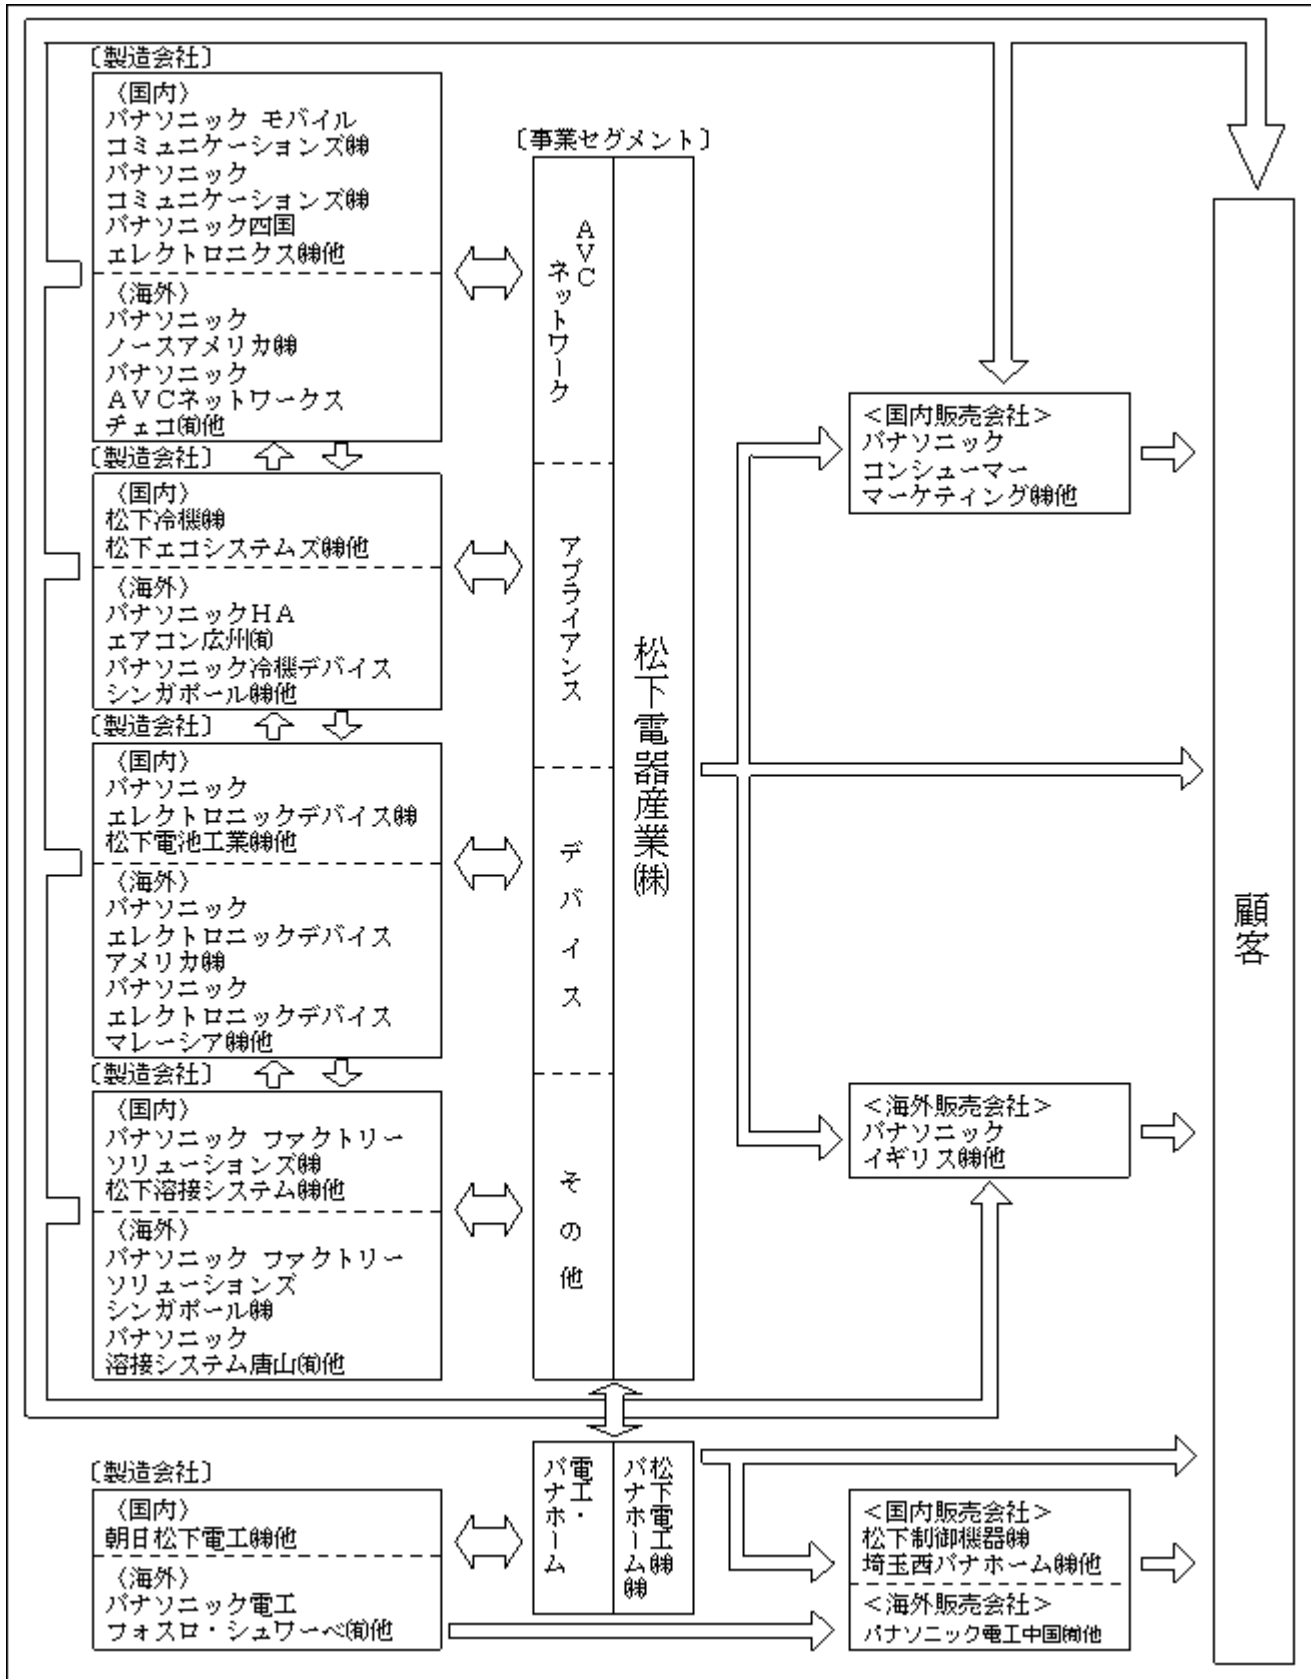 〔製造会社〕
〈国内〉
パナソニック モバイル
コミュニケーションズ㈱
パナソニック
コミュニケーションズ㈱
パナソニック四国
エレクトロニクス㈱他
〈海外〉
パナソニック
ノースアメリカ㈱
パナソニック
ＡＶＣネットワークス
チェコ㈲他
〔製造会社〕
〈国内〉
松下冷機㈱
松下エコシステムズ㈱他
〈海外〉
パナソニックＨＡ
エアコン広州㈲
パナソニック冷機デバイス
シンガポール㈱他
〔製造会社〕
〈国内〉
パナソニック
エレクトロニックデバイス㈱
松下電池工業㈱他
〈海外〉
パナソニック
エレクトロニックデバイス
アメリカ㈱
パナソニック
エレクトロニックデバイス
マレーシア㈱他
〔製造会社〕
〈国内〉
パナソニック ファクトリー
ソリューションズ㈱
松下溶接システム㈱他
〈海外〉
パナソニック ファクトリー
ソリューションズ
シンガポール㈱
パナソニック
溶接システム唐山㈲他
〔事業セグメント〕
ＡＶＣ
ネットワーク
アプライアンス
デバイス
その他
松下電器産業㈱
＜国内販売会社＞
パナソニック
コンシューマー
マーケティング㈱他
＜海外販売会社＞
パナソニック
イギリス㈱他
顧客
〔製造会社〕
〈国内〉
朝日松下電工㈱他
〈海外〉
パナソニック電工
フォスロ・シュワーベ㈲他
電工・
パナホーム
松下電工㈱
パナホーム㈱
＜国内販売会社＞
松下制御機器㈱
埼玉西パナホーム㈱他
＜海外販売会社＞
パナソニック電工中国㈲他